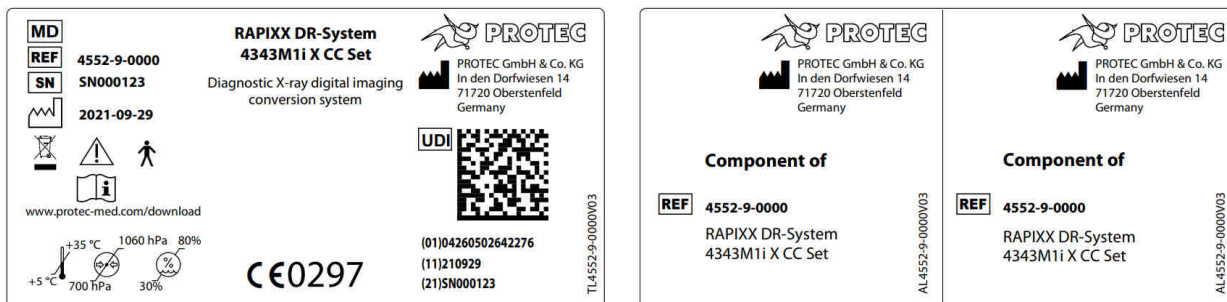 MD
REF 4552-9-0000
SN SN000123
2021-09-29
www.protec-med.com/download
+35 °C
+5 °C
1060 hPa
700 hPa
80%
%
30%
RAPIXX DR-System
4343M1i X CC Set
Diagnostic X-ray digital imaging
conversion system
CE0297
PROTEC
PROTEC GmbH & Co. KG
In den Dorfwiesen 14
71720 Oberstenfeld
Germany
UDI
(01)04260502642276
(11)210929
(21)SN000123
TL4552-9-0000V03
PROTEC
PROTEC GmbH & Co. KG
In den Dorfwiesen 14
71720 Oberstenfeld
Germany
Component of
REF 4552-9-0000
RAPIXX DR-System
4343M1i X CC Set
AL4552-9-0000V03
PROTEC
PROTEC GmbH & Co. KG
In den Dorfwiesen 14
71720 Oberstenfeld
Germany
Component of
REF 4552-9-0000
RAPIXX DR-System
4343M1i X CC Set
AL4552-9-0000V03